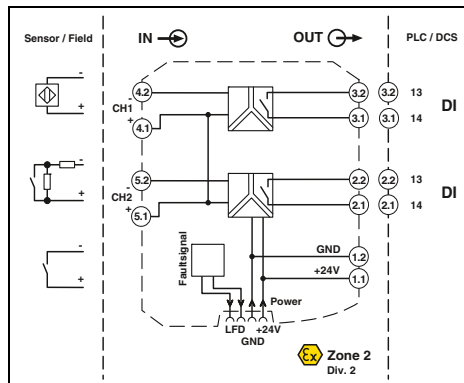 Sensor / Field
IN
OUT
PLC / DCS
-
+
4.2
-
CH1
+
4.1
3.2
3.2
13
3.1
3.1
14
DI
-
+
5.2
-
CH2
+
5.1
2.2
2.2
13
2.1
2.1
14
DI
-
+
Faultsignal
GND
1.2
+24V
1.1
Power
LFD
+24V
GND
Ex
Zone 2
Div. 2